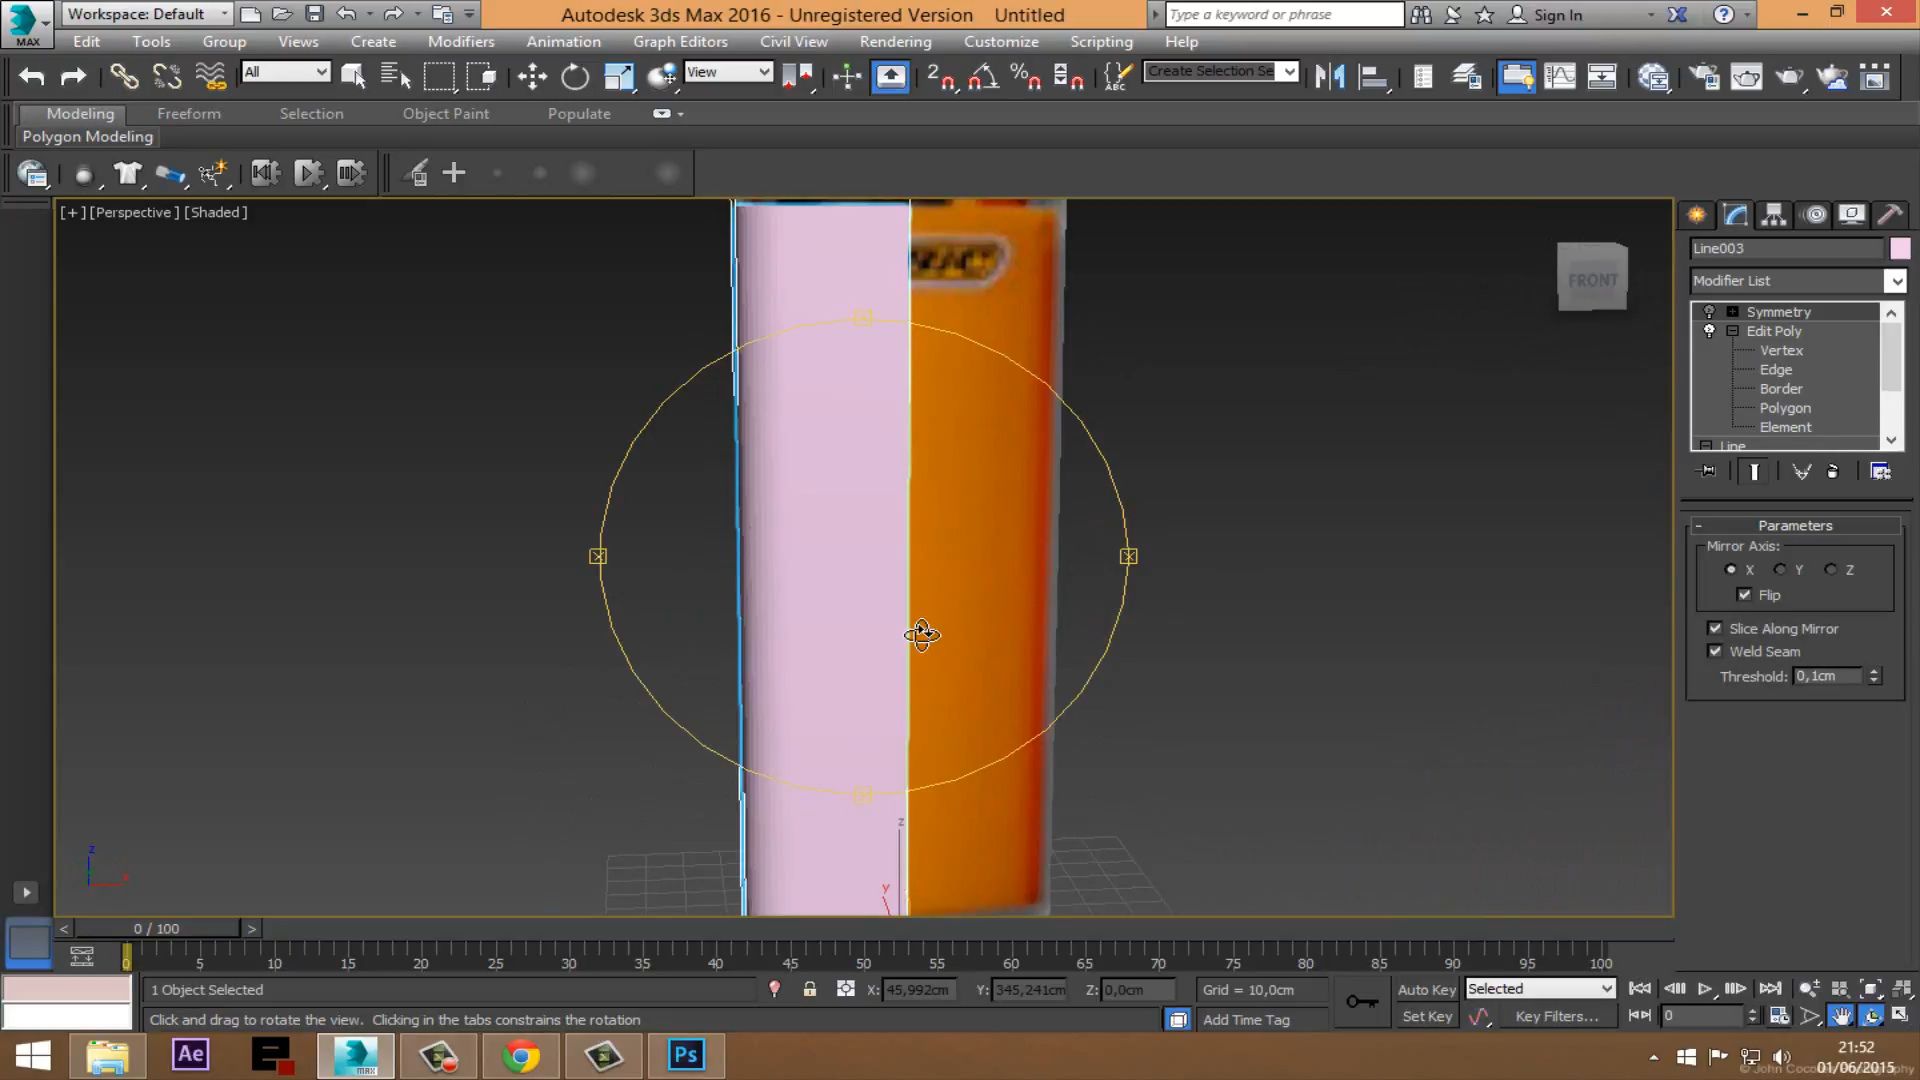 Workspace: Default
Autodesk 3ds Max 2016 - Unregistered Version Untitled
Type a keyword or phrase
Sign In
MAX
Edit Tools Group Views Create Modifiers Animation Graph Editors Civil View Rendering Customize Scripting Help
All
View
Create Selection Se
ABC
Modeling Freeform Selection Object Paint Populate
Polygon Modeling
[+] [Perspective] [Shaded]
FRONT
Line003
Modifier List
Symmetry
Edit Poly
Vertex
Edge
Border
Polygon
Element
Line
Parameters
Mirror Axis:
X Y Z
Flip
Slice Along Mirror
Weld Seam
Threshold: 0,1cm
z
y
z
x
< 0 / 100 >
0 5 10 15 20 25 30 35 40 45 50 55 60 65 70 75 80 85 90 95 100
1 Object Selected
X: 45,992cm Y: 345,241cm Z: 0,0cm
Grid = 10,0cm
Auto Key Selected
Click and drag to rotate the view. Clicking in the tabs constrains the rotation
Add Time Tag
Set Key Key Filters...
0
Ae
MAX
Ps
21:52
01/06/2015